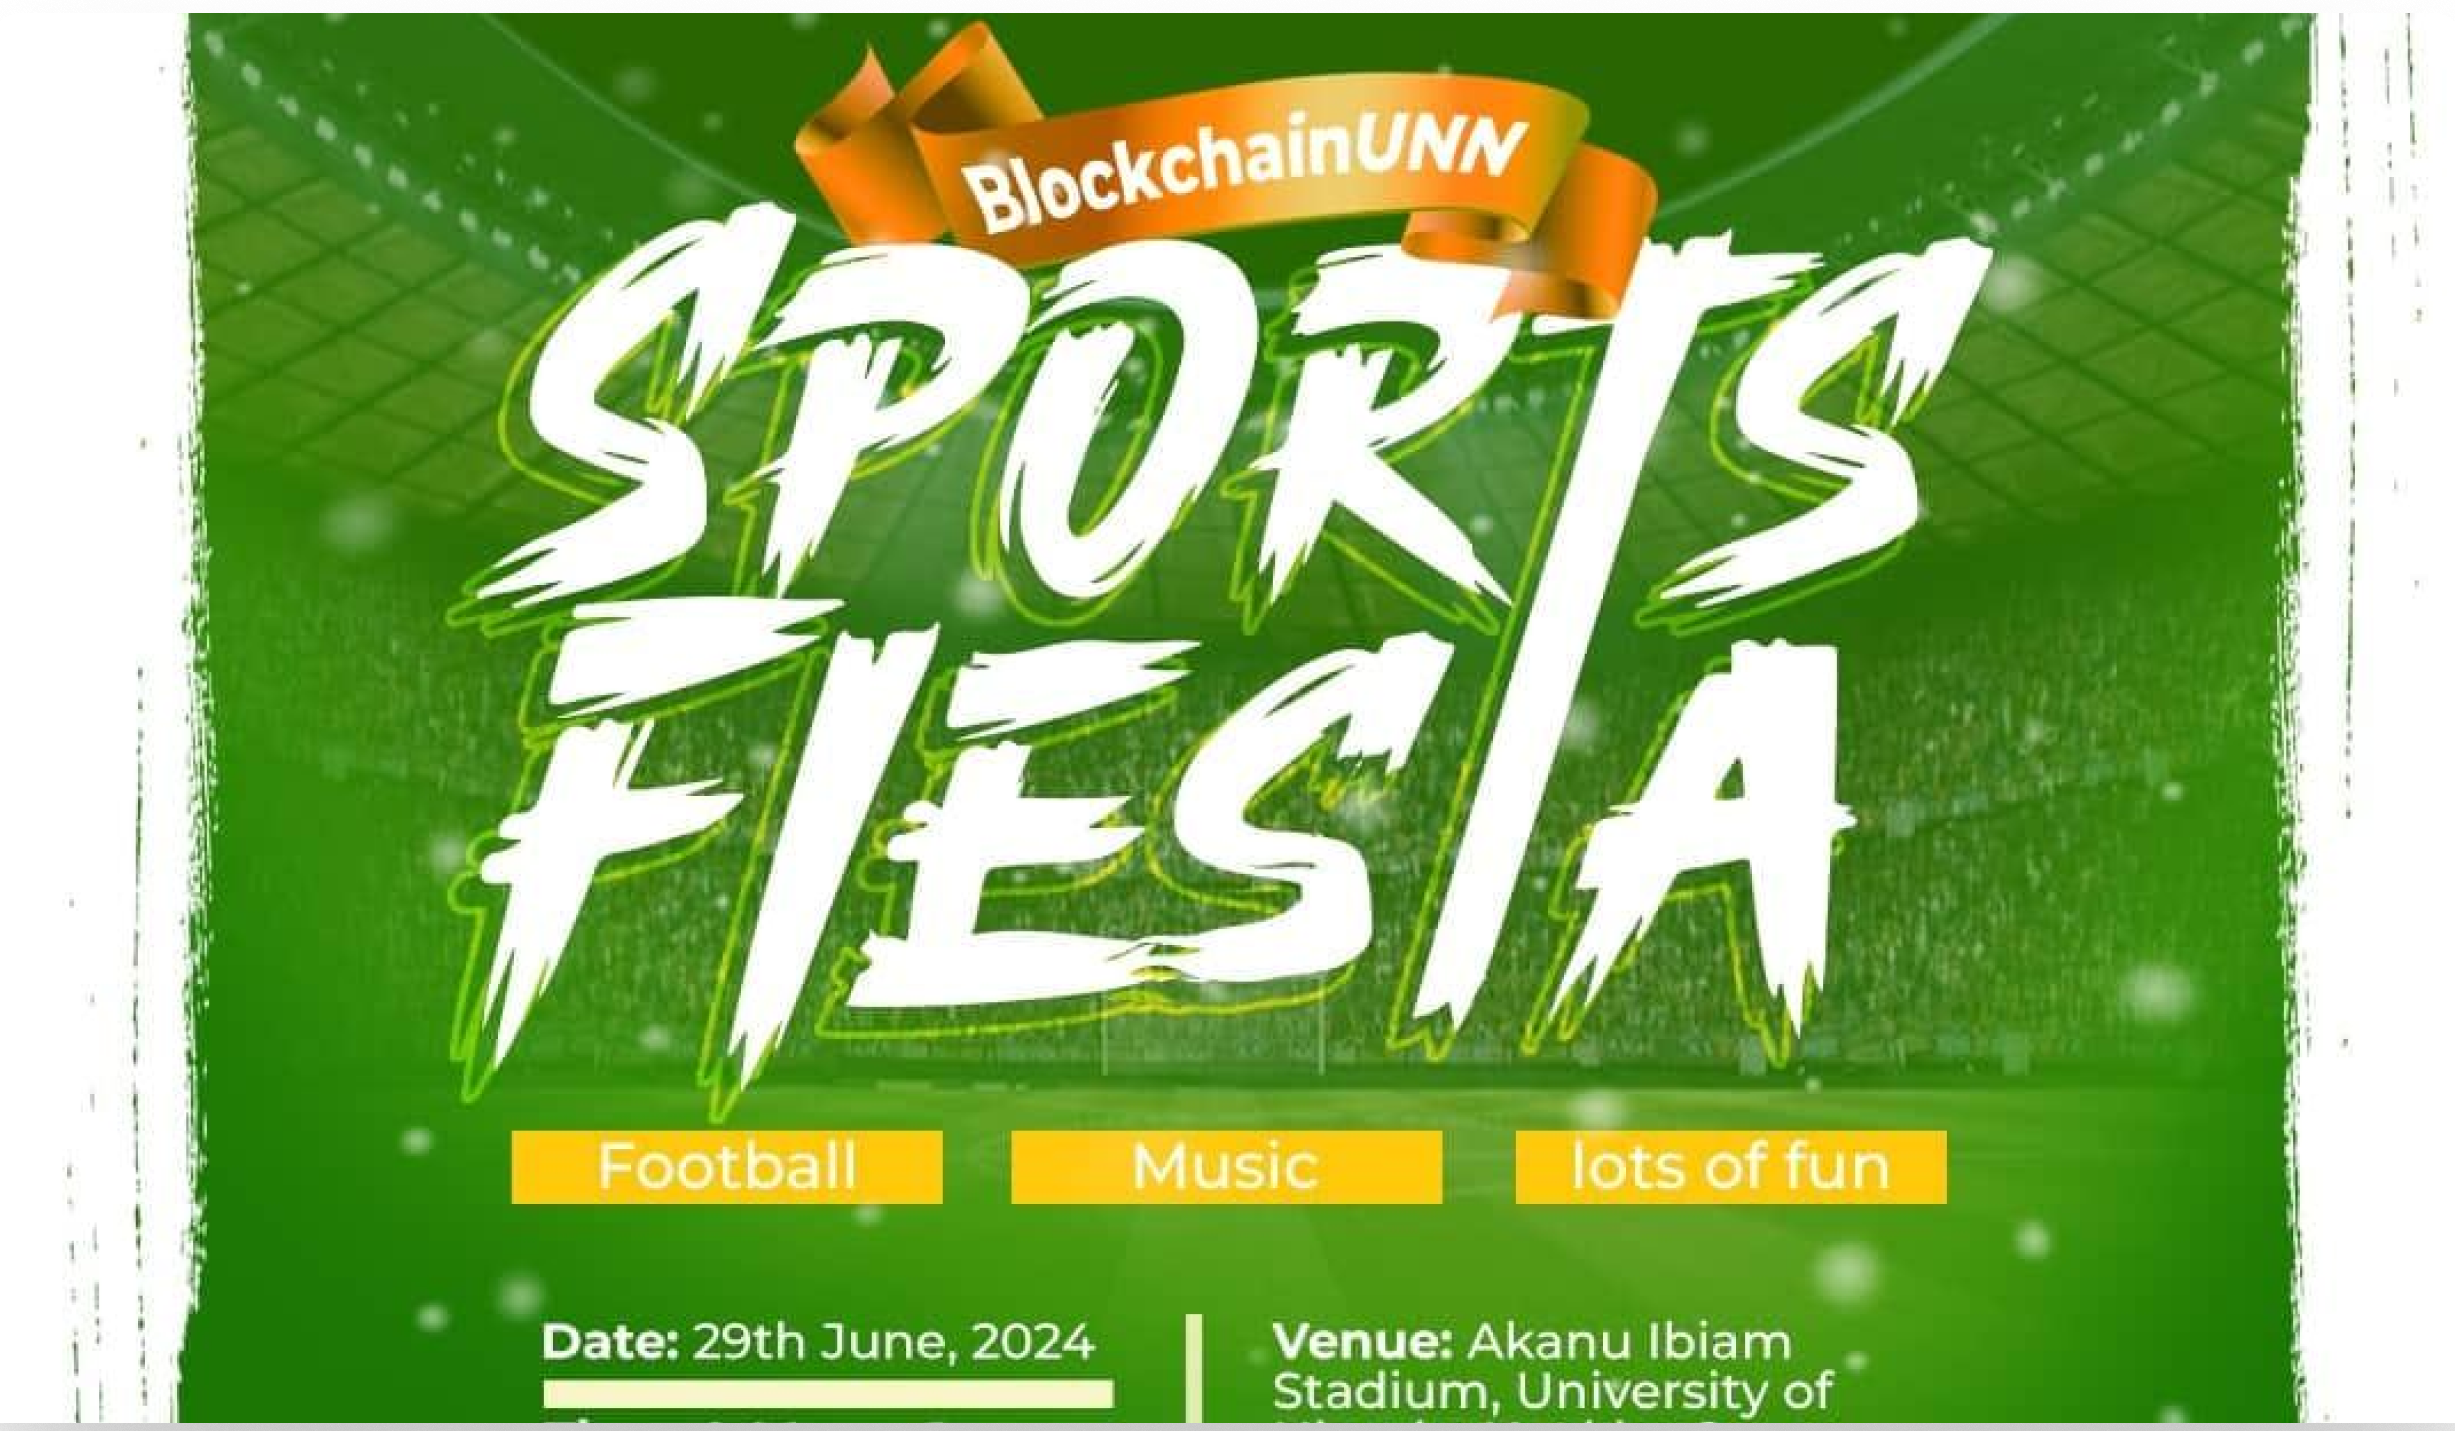 BlockchainUNN
SPORTS
FIESTA
Football
Music
lots of fun
Date: 29th June, 2024
Venue: Akanu Ibiam
Stadium, University of